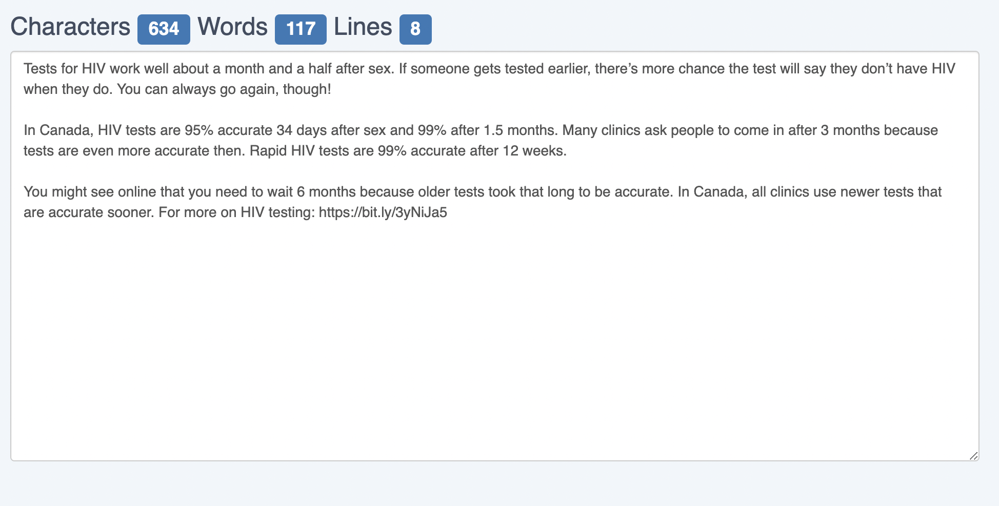 Characters 634 Words 117 Lines 8
Tests for HIV work well about a month and a half after sex. If someone gets tested earlier, there’s more chance the test will say they don’t have HIV
when they do. You can always go again, though!
In Canada, HIV tests are 95% accurate 34 days after sex and 99% after 1.5 months. Many clinics ask people to come in after 3 months because
tests are even more accurate then. Rapid HIV tests are 99% accurate after 12 weeks.
You might see online that you need to wait 6 months because older tests took that long to be accurate. In Canada, all clinics use newer tests that
are accurate sooner. For more on HIV testing: https://bit.ly/3yNiJa5